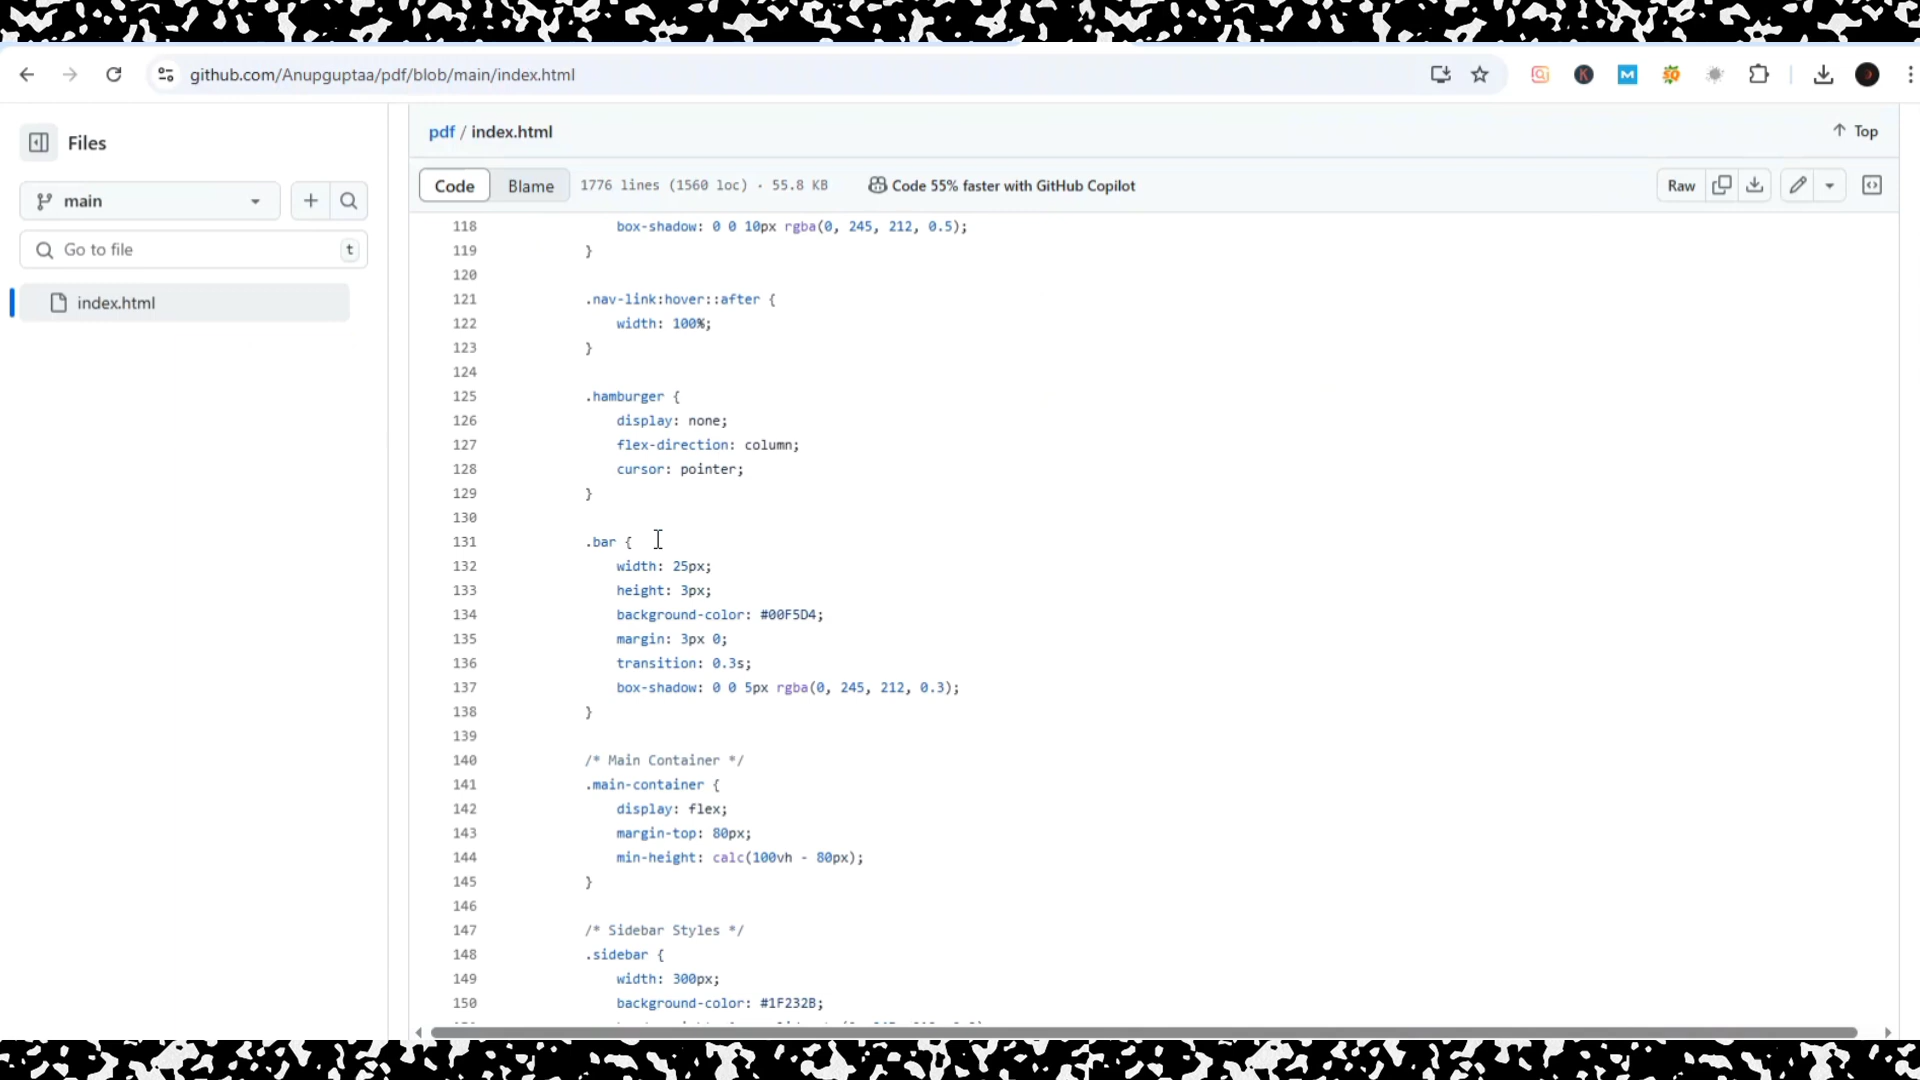 github.com/Anupguptaa/pdf/blob/main/index.html
Files
main
Go to file
t
index.html
pdf / index.html
Top
Code
Blame
1776 lines (1560 loc) · 55.8 KB
Code 55% faster with GitHub Copilot
Raw
118 box-shadow: 0 0 10px rgba(0, 245, 212, 0.5);
119 }
120
121 .nav-link:hover::after {
122 width: 100%;
123 }
124
125 .hamburger {
126 display: none;
127 flex-direction: column;
128 cursor: pointer;
129 }
130
131 .bar {
132 width: 25px;
133 height: 3px;
134 background-color: #00F5D4;
135 margin: 3px 0;
136 transition: 0.3s;
137 box-shadow: 0 0 5px rgba(0, 245, 212, 0.3);
138 }
139
140 /* Main Container */
141 .main-container {
142 display: flex;
143 margin-top: 80px;
144 min-height: calc(100vh - 80px);
145 }
146
147 /* Sidebar Styles */
148 .sidebar {
149 width: 300px;
150 background-color: #1F232B;